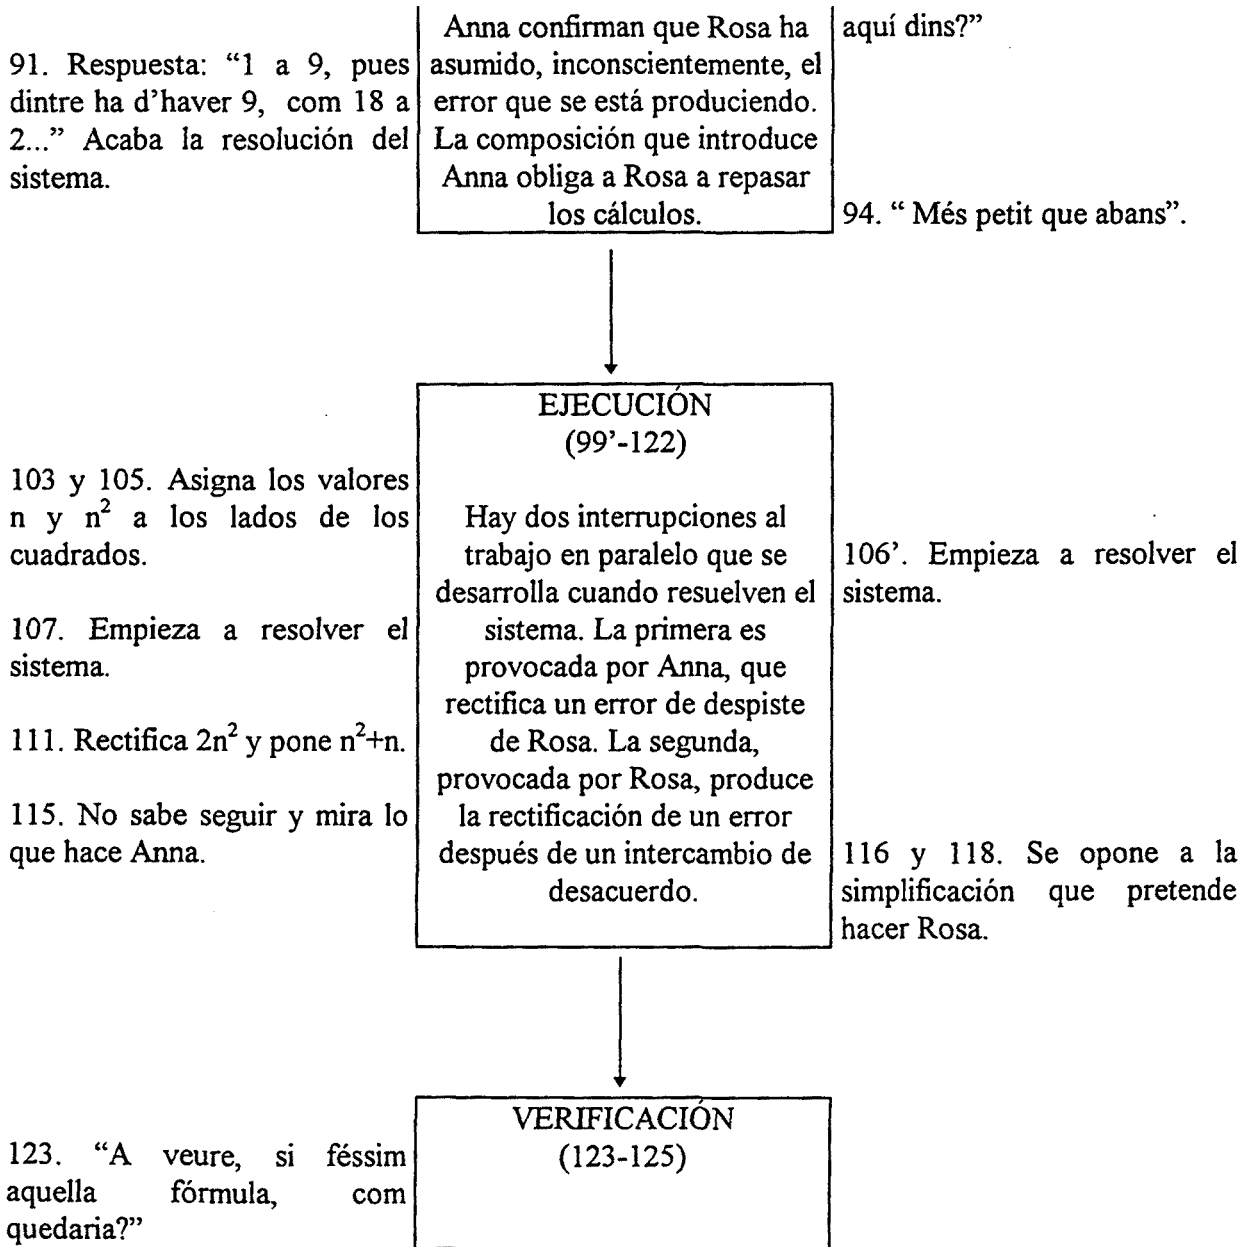 Anna confirman que Rosa ha
asumido, inconscientemente, el
error que se está produciendo.
La composición que introduce
Anna obliga a Rosa a repasar
los cálculos.
aquí dins?”
91. Respuesta: “1 a 9, pues
dintre ha d’haver 9, com 18 a
2...” Acaba la resolución del
sistema.
94. “ Més petit que abans”.
EJECUCIÓN
(99’-122)
Hay dos interrupciones al
trabajo en paralelo que se
desarrolla cuando resuelven el
sistema. La primera es
provocada por Anna, que
rectifica un error de despiste
de Rosa. La segunda,
provocada por Rosa, produce
la rectificación de un error
después de un intercambio de
desacuerdo.
103 y 105. Asigna los valores
n y n² a los lados de los
cuadrados.
107. Empieza a resolver el
sistema.
111. Rectifica 2n² y pone n²+n.
115. No sabe seguir y mira lo
que hace Anna.
106’. Empieza a resolver el
sistema.
116 y 118. Se opone a la
simplificación que pretende
hacer Rosa.
VERIFICACIÓN
(123-125)
123. “A veure, si féssim
aquella fórmula, com
quedaria?”